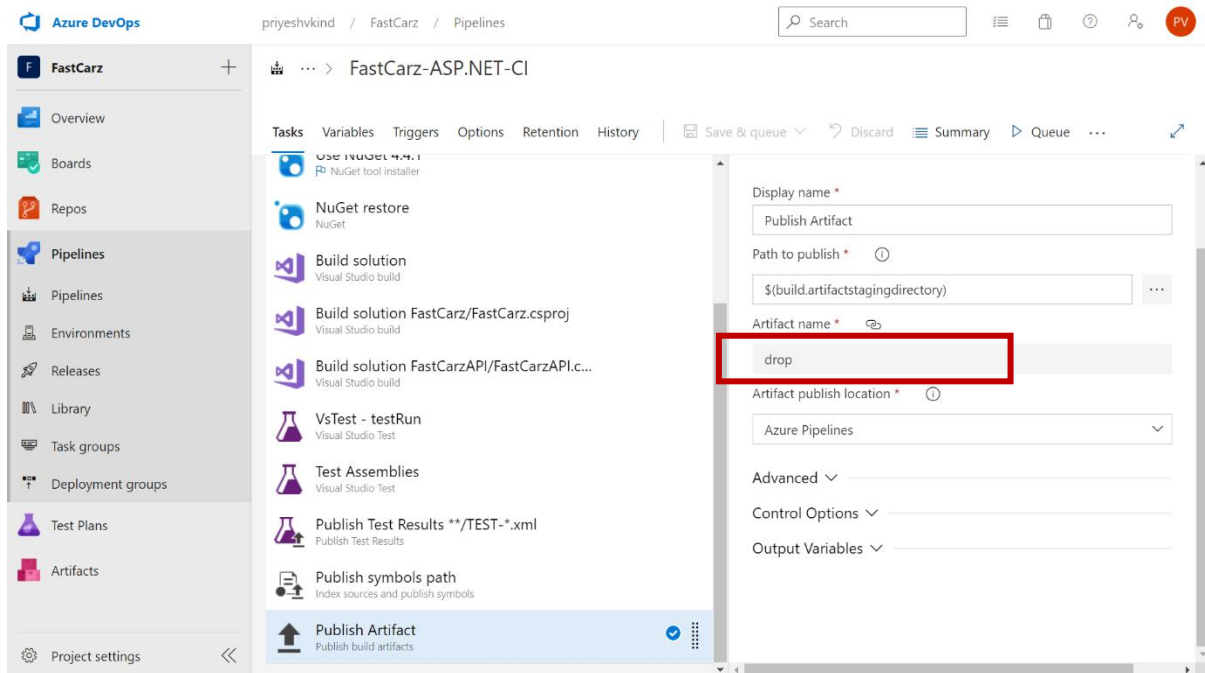 Azure DevOps
priyeshvkind / FastCarz / Pipelines
Search
PV
F FastCarz
··· > FastCarz-ASP.NET-CI
Overview
Boards
Repos
Pipelines
Pipelines
Environments
Releases
Library
Task groups
Deployment groups
Test Plans
Artifacts
Project settings
Tasks Variables Triggers Options Retention History Save & queue Discard Summary Queue ···
Use NuGet 4.4.1
NuGet tool installer
NuGet restore
NuGet
Build solution
Visual Studio build
Build solution FastCarz/FastCarz.csproj
Visual Studio build
Build solution FastCarzAPI/FastCarzAPI.c...
Visual Studio build
VsTest - testRun
Visual Studio Test
Test Assemblies
Visual Studio Test
Publish Test Results **/TEST-*.xml
Publish Test Results
Publish symbols path
Index sources and publish symbols
Publish Artifact
Publish build artifacts
Display name *
Publish Artifact
Path to publish *
$(build.artifactstagingdirectory)
···
Artifact name *
drop
Artifact publish location *
Azure Pipelines
Advanced
Control Options
Output Variables